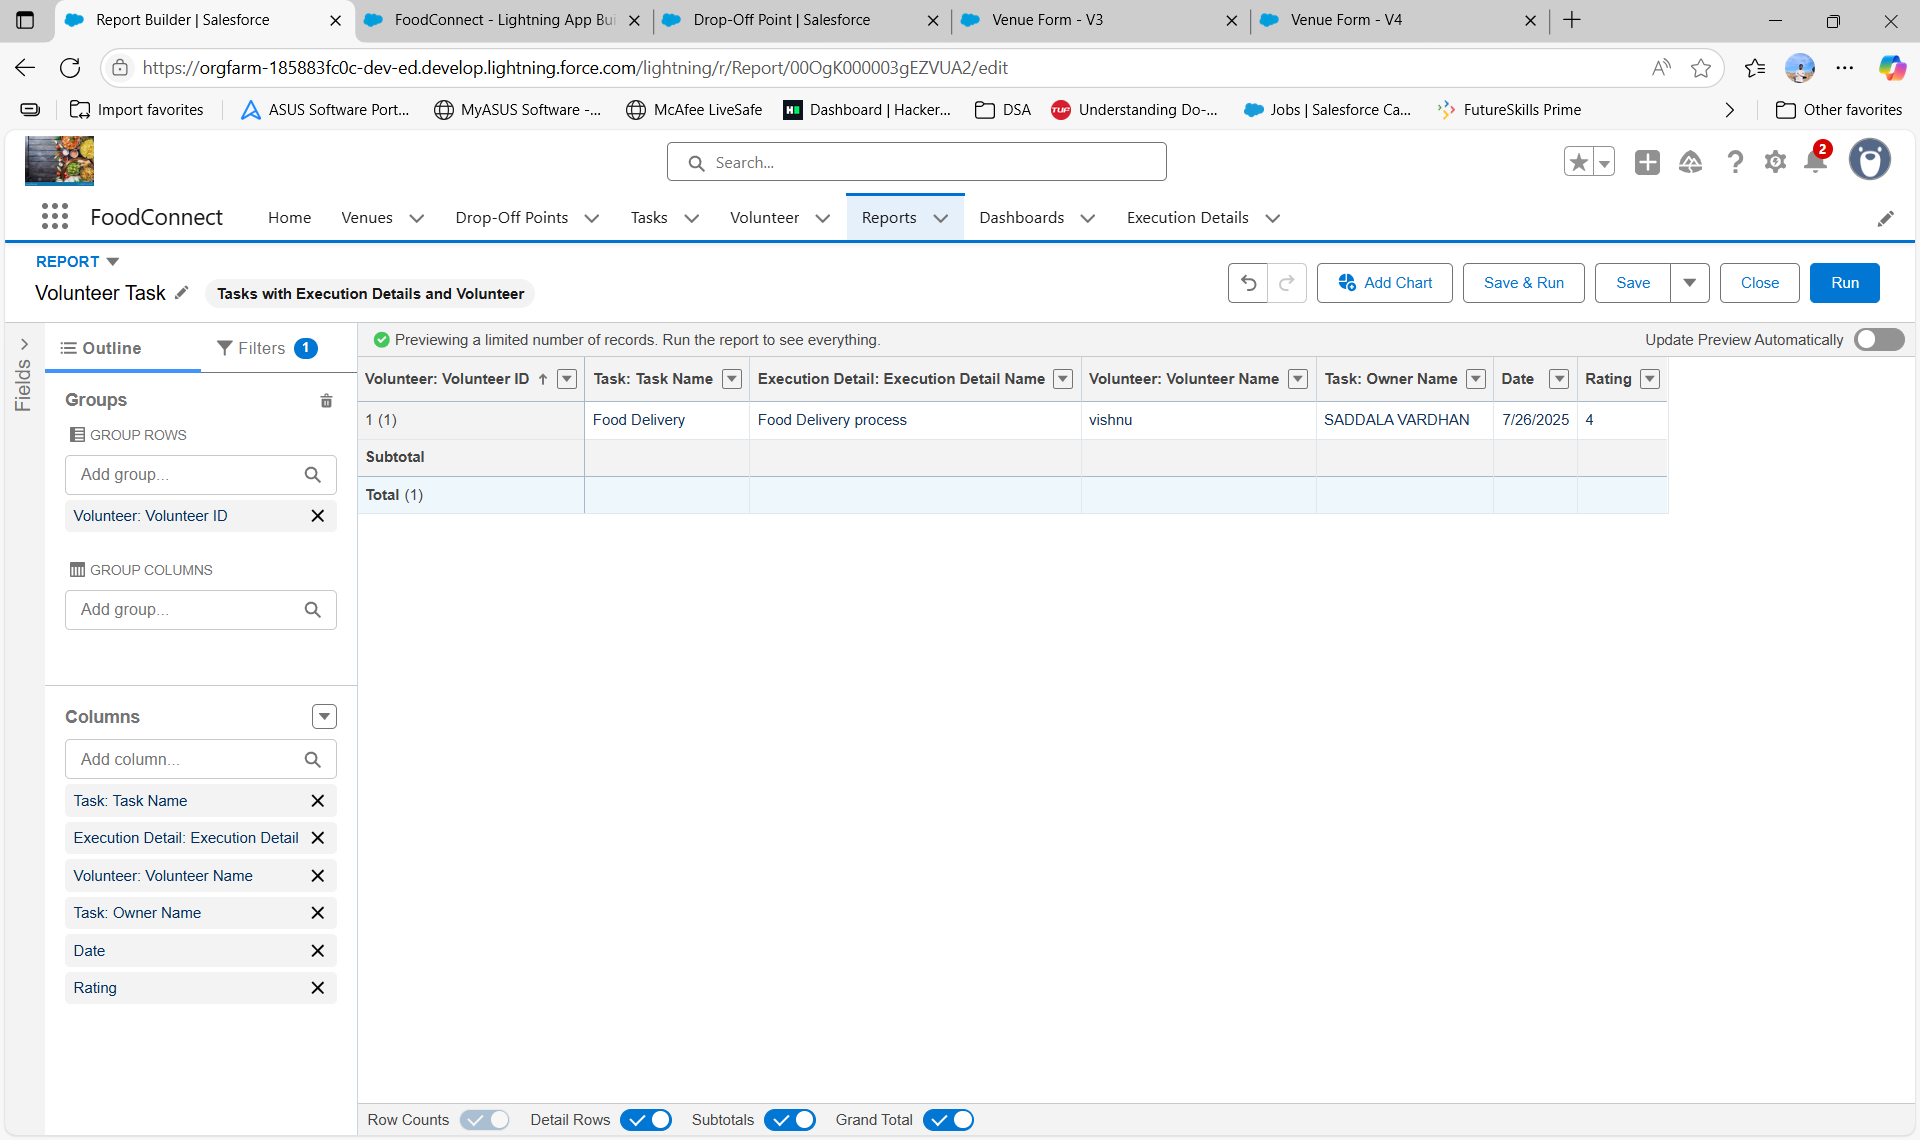 Report Builder | Salesforce
FoodConnect - Lightning App Bui
Drop-Off Point | Salesforce
Venue Form - V3
Venue Form - V4
https://orgfarm-185883fc0c-dev-ed.develop.lightning.force.com/lightning/r/Report/00OgK000003gEZVUA2/edit
Import favorites
ASUS Software Port...
MyASUS Software -...
McAfee LiveSafe
Dashboard | Hacker...
DSA
Understanding Do-...
Jobs | Salesforce Ca...
FutureSkills Prime
Other favorites
Search...
2
FoodConnect
Home
Venues
Drop-Off Points
Tasks
Volunteer
Reports
Dashboards
Execution Details
REPORT
Volunteer Task
Tasks with Execution Details and Volunteer
Add Chart
Save & Run
Save
Close
Run
Fields
Outline
Filters 1
Previewing a limited number of records. Run the report to see everything.
Update Preview Automatically
Groups
GROUP ROWS
Add group...
Volunteer: Volunteer ID
GROUP COLUMNS
Add group...
Columns
Add column...
Task: Task Name
Execution Detail: Execution Detail
Volunteer: Volunteer Name
Task: Owner Name
Date
Rating
Volunteer: Volunteer ID ↑ Task: Task Name Execution Detail: Execution Detail Name Volunteer: Volunteer Name Task: Owner Name Date Rating
1 (1) Food Delivery Food Delivery process vishnu SADDALA VARDHAN 7/26/2025 4
Subtotal
Total (1)
Row Counts
Detail Rows
Subtotals
Grand Total